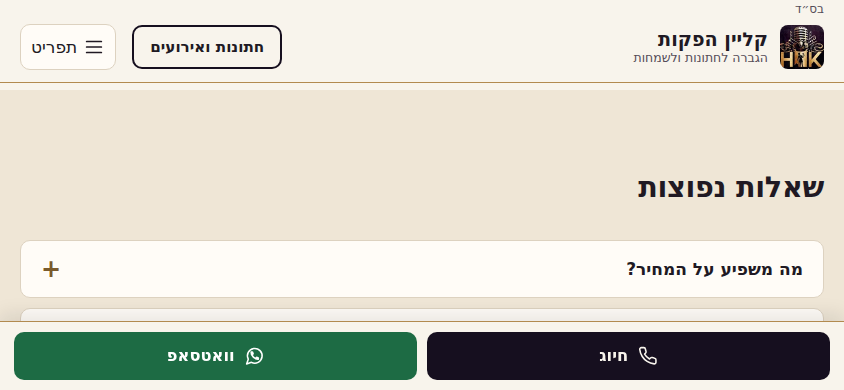 בס״ד
קליין הפקות
הגברה לחתונות ולשמחות
חתונות ואירועים
תפריט
שאלות נפוצות
מה משפיע על המחיר?
חיוג
וואטסאפ